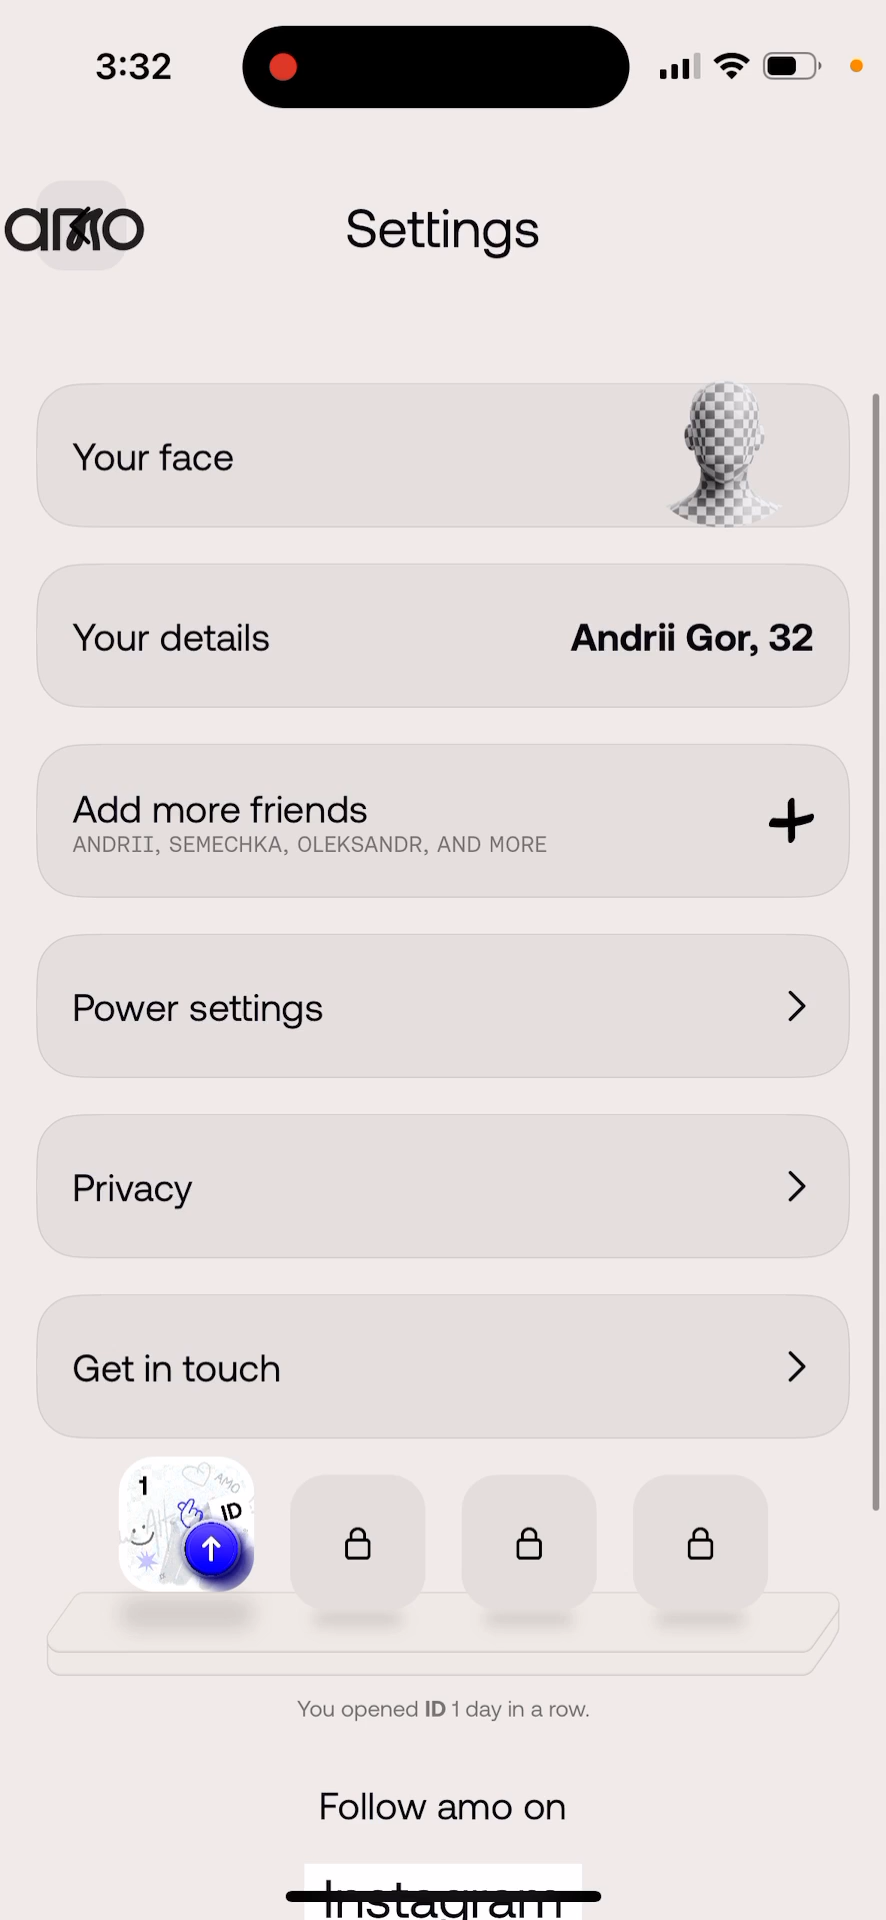 3:32
amo
Settings
Your face
Your details
Andrii Gor, 32
Add more friends
ANDRII, SEMECHKA, OLEKSANDR, AND MORE
Power settings
Privacy
Get in touch
1
AMO
ID
You opened ID 1 day in a row.
Follow amo on
Instagram